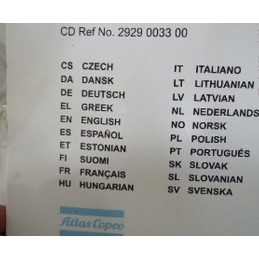 CD Ref No. 2929 0033 00
CS CZECH
DA DANSK
DE DEUTSCH
EL GREEK
EN ENGLISH
ES ESPAÑOL
ET ESTONIAN
FI SUOMI
FR FRANÇAIS
HU HUNGARIAN
IT ITALIANO
LT LITHUANIAN
LV LATVIAN
NL NEDERLANDS
NO NORSK
PL POLISH
PT PORTUGUÉS
SK SLOVAK
SL SLOVANIAN
SV SVENSKA
Atlas Copco